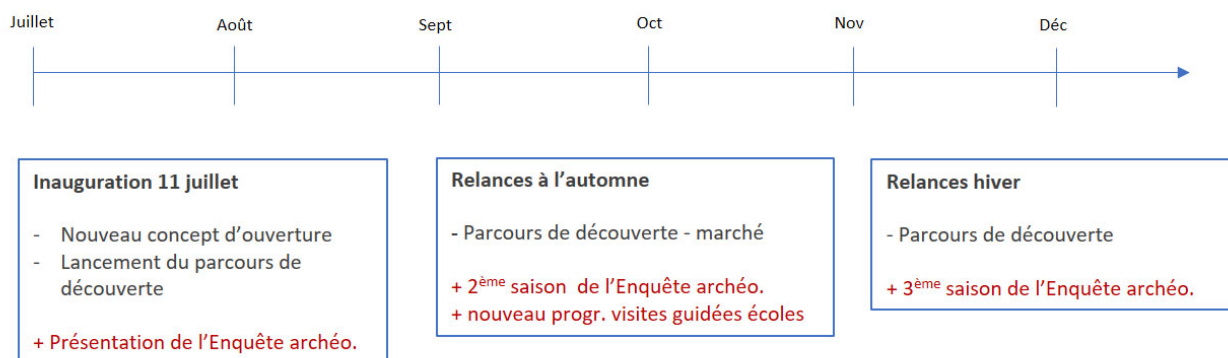 Juillet Août Sept Oct Nov Déc
Inauguration 11 juillet
- Nouveau concept d’ouverture
- Lancement du parcours de
découverte
+ Présentation de l’Enquête archéo.
Relances à l’automne
- Parcours de découverte - marché
+ 2ème saison de l’Enquête archéo.
+ nouveau progr. visites guidées écoles
Relances hiver
- Parcours de découverte
+ 3ème saison de l’Enquête archéo.